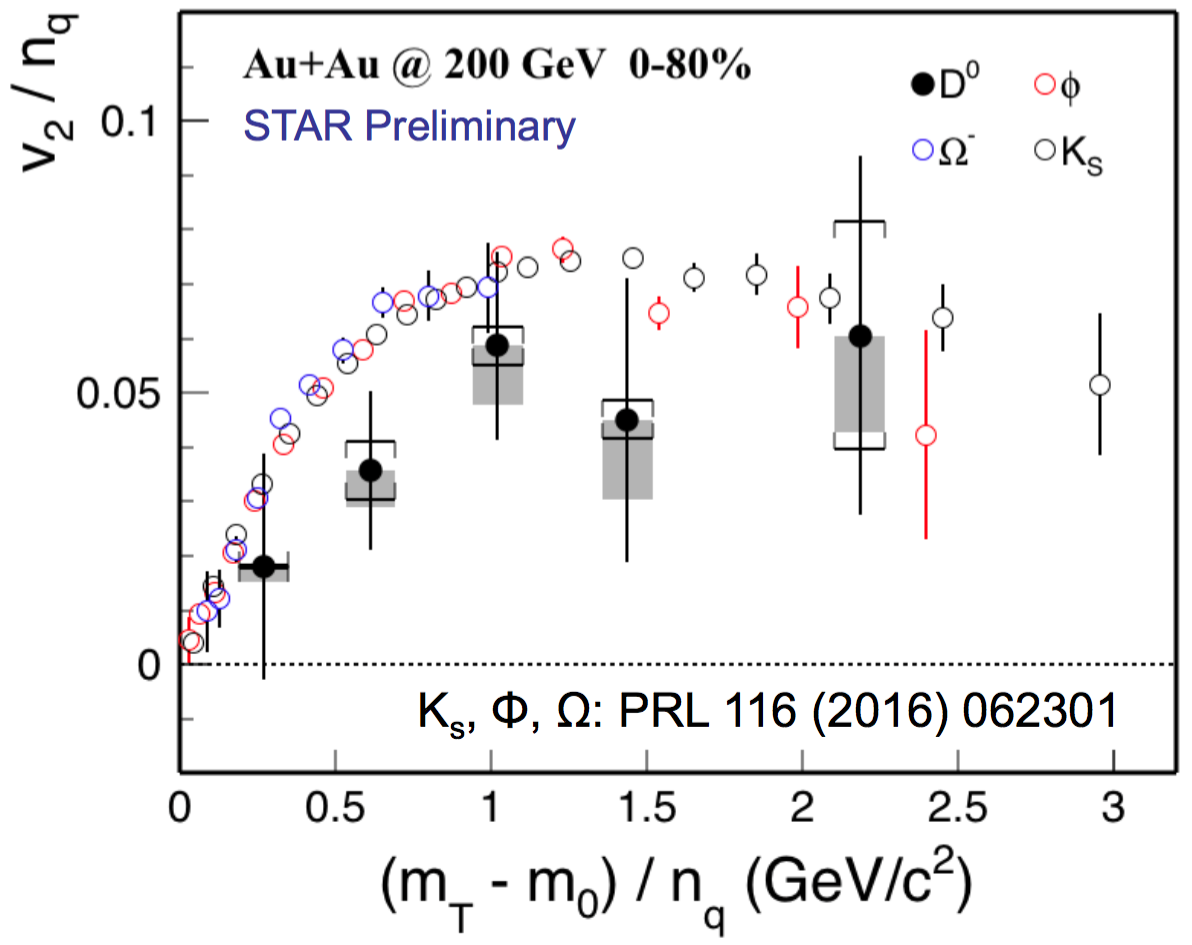 v₂ / n_q
0.1
0.05
0
Au+Au @ 200 GeV 0-80%
STAR Preliminary
D⁰
ϕ
Ω⁻
K_S
K_s, Φ, Ω: PRL 116 (2016) 062301
0 0.5 1 1.5 2 2.5 3
(m_T - m₀) / n_q (GeV/c²)